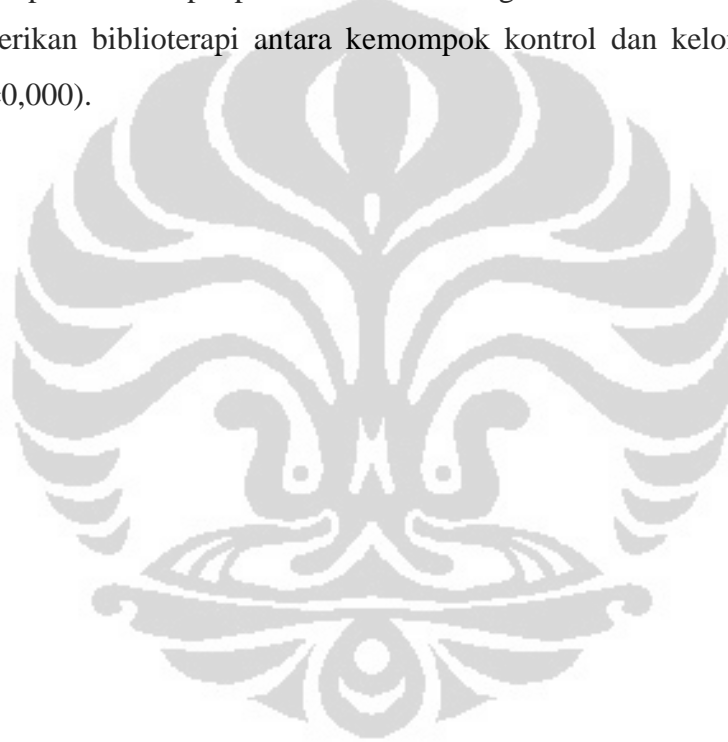 erikan biblioterapi antara kemompok kontrol dan kelo
0,000).